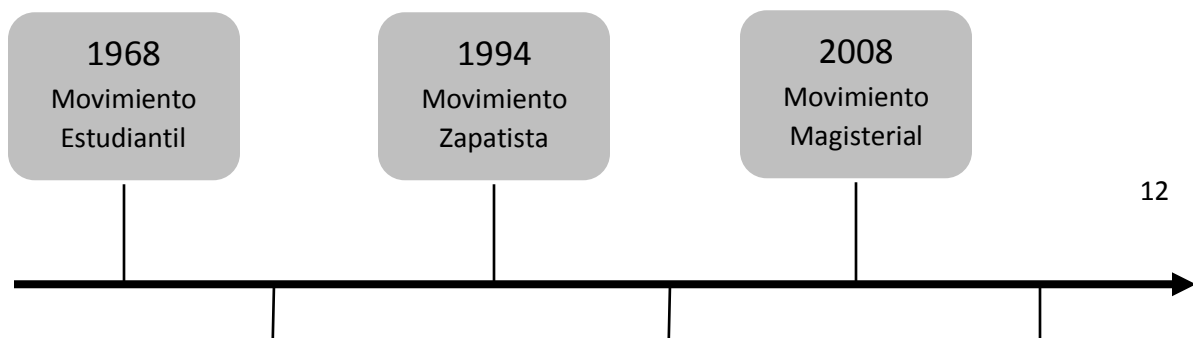 1968
Movimiento
Estudiantil
1994
Movimiento
Zapatista
2008
Movimiento
Magisterial
12